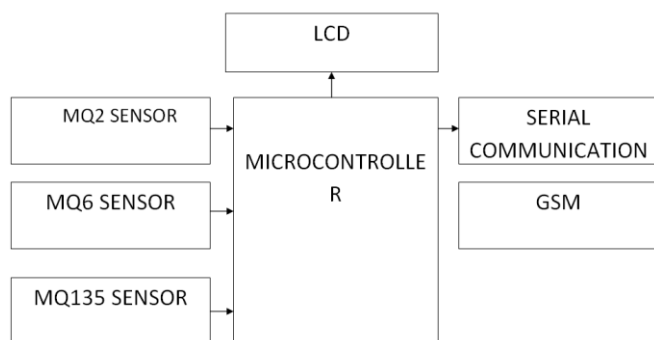 LCD
MQ2 SENSOR
MQ6 SENSOR
MQ135 SENSOR
MICROCONTROLLE
R
SERIAL
COMMUNICATION
GSM